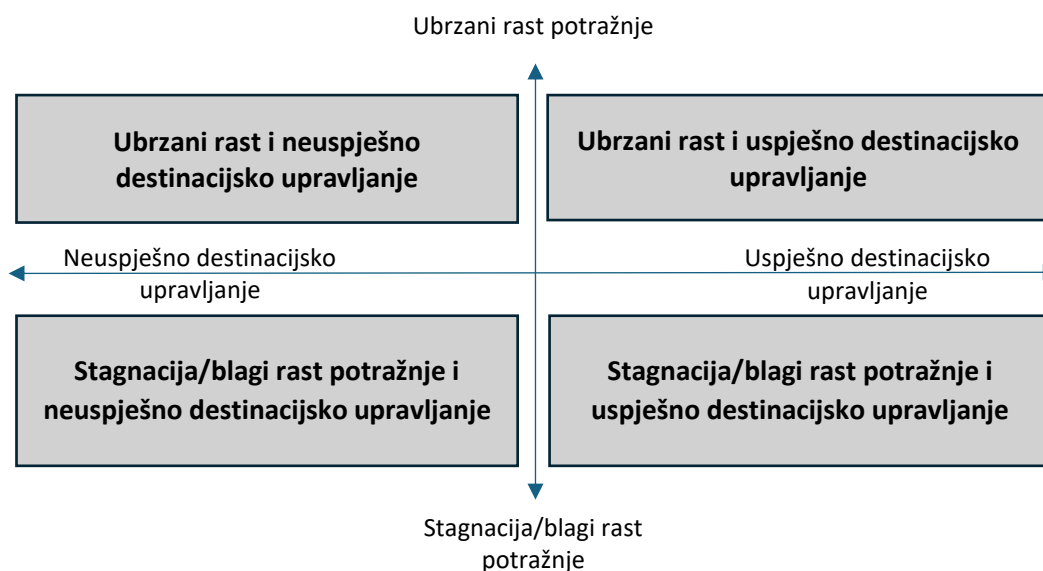 Ubrzani rast potražnje
Ubrzani rast i neuspješno
destinacijsko upravljanje
Ubrzani rast i uspješno destinacijsko
upravljanje
Neuspješno destinacijsko
upravljanje
Uspješno destinacijsko
upravljanje
Stagnacija/blagi rast potražnje i
neuspješno destinacijsko upravljanje
Stagnacija/blagi rast potražnje i
uspješno destinacijsko upravljanje
Stagnacija/blagi rast
potražnje